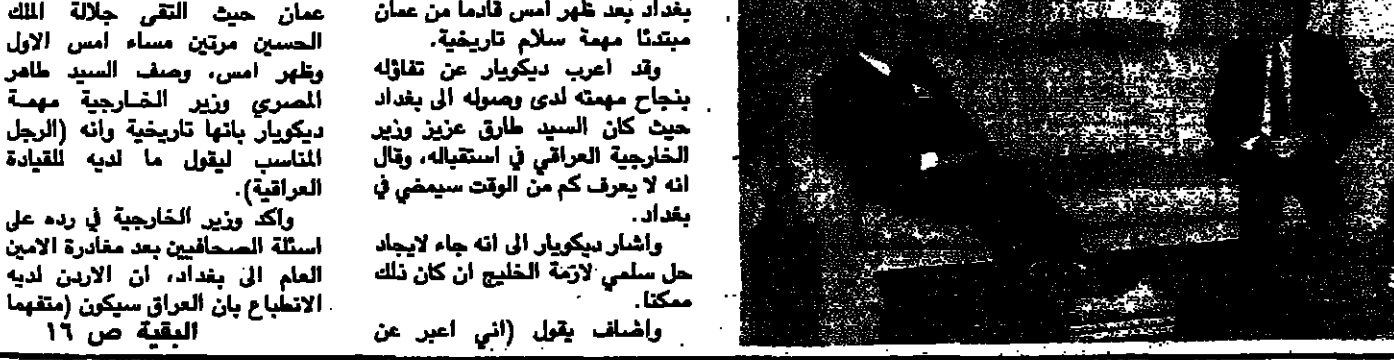 بغداد بعد ظهر امس قادما من عمان
مبتدئا مهمة سلام تاريخية.
وقد اعرب ديكويار عن تفاؤله
بنجاح مهمته لدى وصوله الى بغداد
حيث كان السيد طارق عزيز وزير
الخارجية العراقي في استقباله، وقال
انه لا يعرف كم من الوقت سيمضي في
بغداد.
واشار ديكويار الى انه جاء لايجاد
حل سلمي لازمة الخليج ان كان ذلك
ممكنا.
واضاف يقول (اني اعبر عن
عمان حيث التقى جلالة الملك
الحسين مرتين مساء امس الاول
وظهر امس، وصف السيد طاهر
المصري وزير الخارجية مهمة
ديكويار بانها تاريخية وانه (الرجل
المناسب ليقول ما لديه للقيادة
العراقية).
واكد وزير الخارجية في رده على
اسئلة الصحافيين بعد مغادرة الامين
العام الى بغداد، ان الاردن لديه
الانطباع بان العراق سيكون (متفهما
البقية ص ١٦